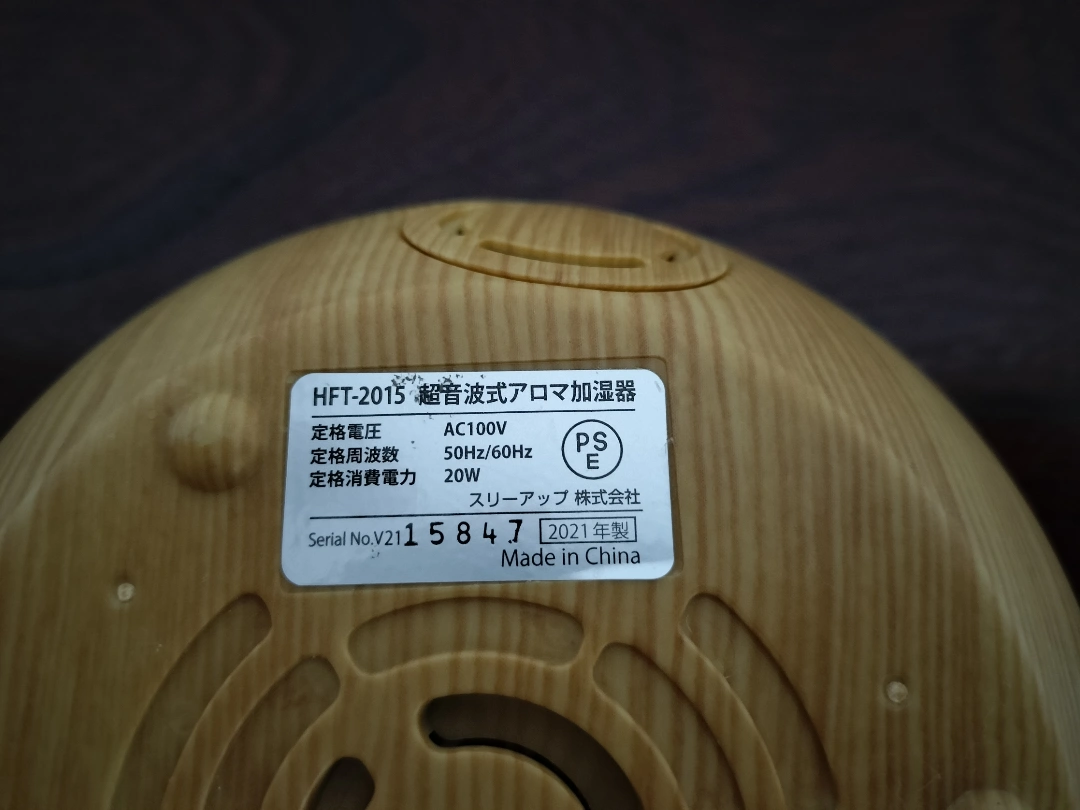 HFT-2015 超音波式アロマ加湿器
定格電圧 AC100V
定格周波数 50Hz/60Hz
定格消費電力 20W
PS
E
スリーアップ 株式会社
Serial No.V21 15847 2021年製
Made in China